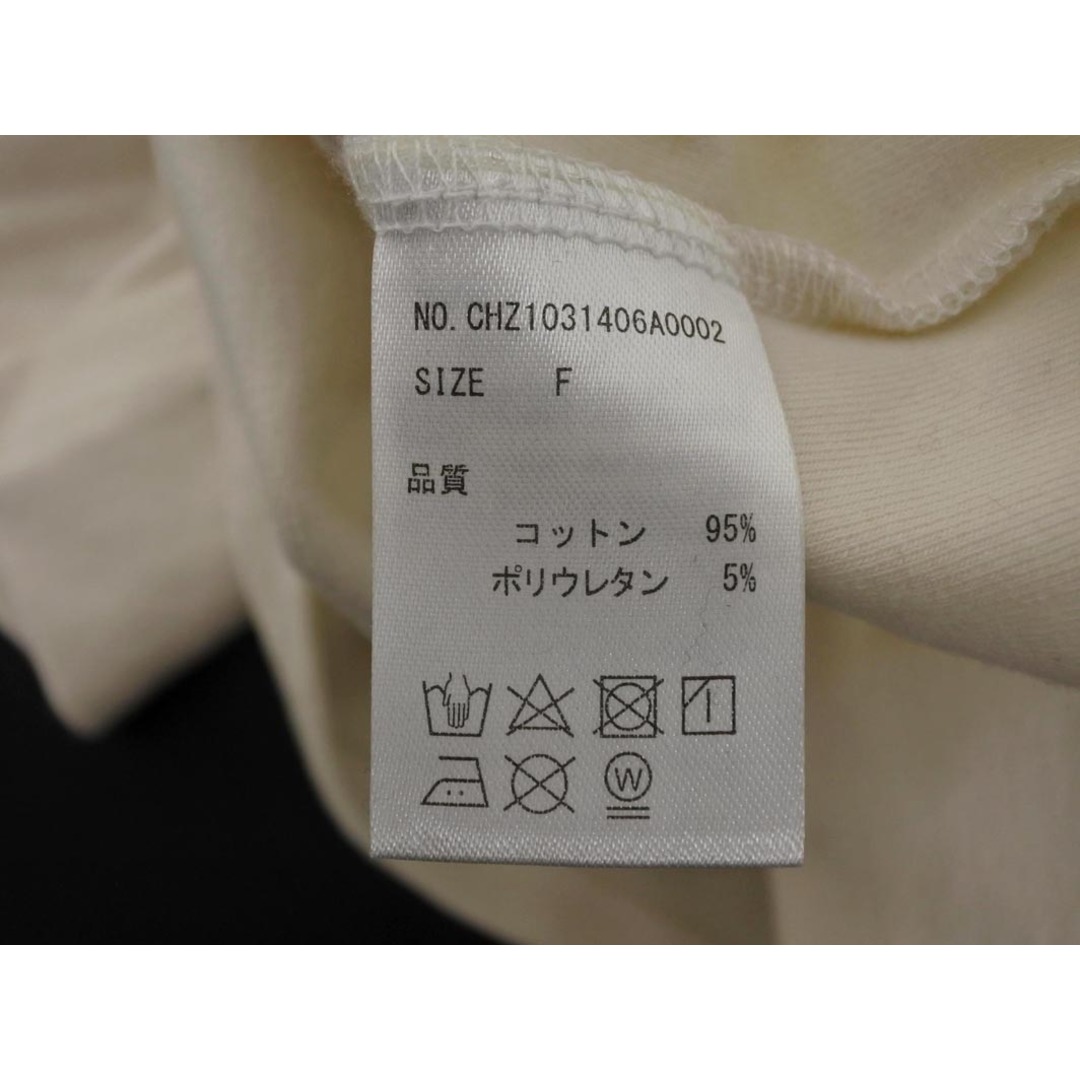 NO. CHZ1031406A0002
SIZE F
品質
コットン 95%
ポリウレタン 5%
W